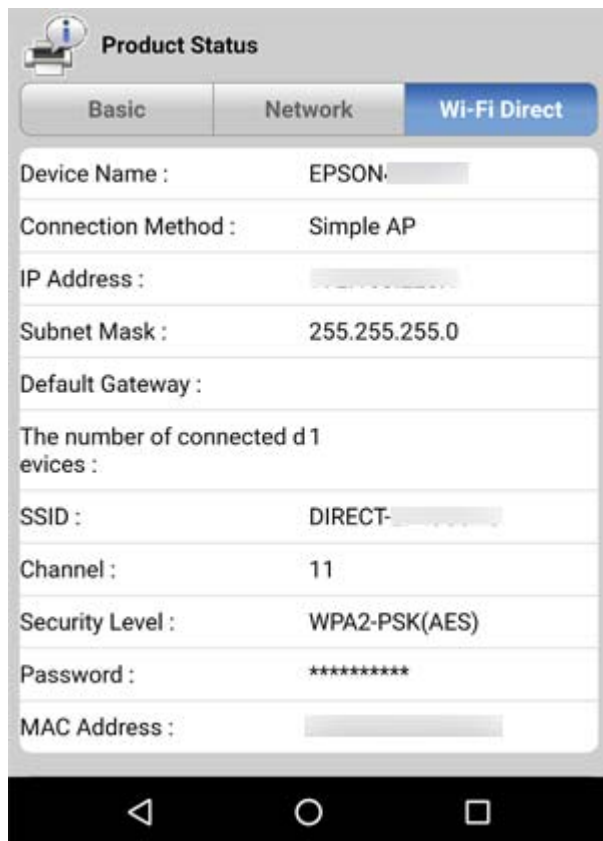 Product Status
Basic Network Wi-Fi Direct
Device Name : EPSON
Connection Method : Simple AP
IP Address :
Subnet Mask : 255.255.255.0
Default Gateway :
The number of connected d 1
evices :
SSID : DIRECT-
Channel : 11
Security Level : WPA2-PSK(AES)
Password : **********
MAC Address :